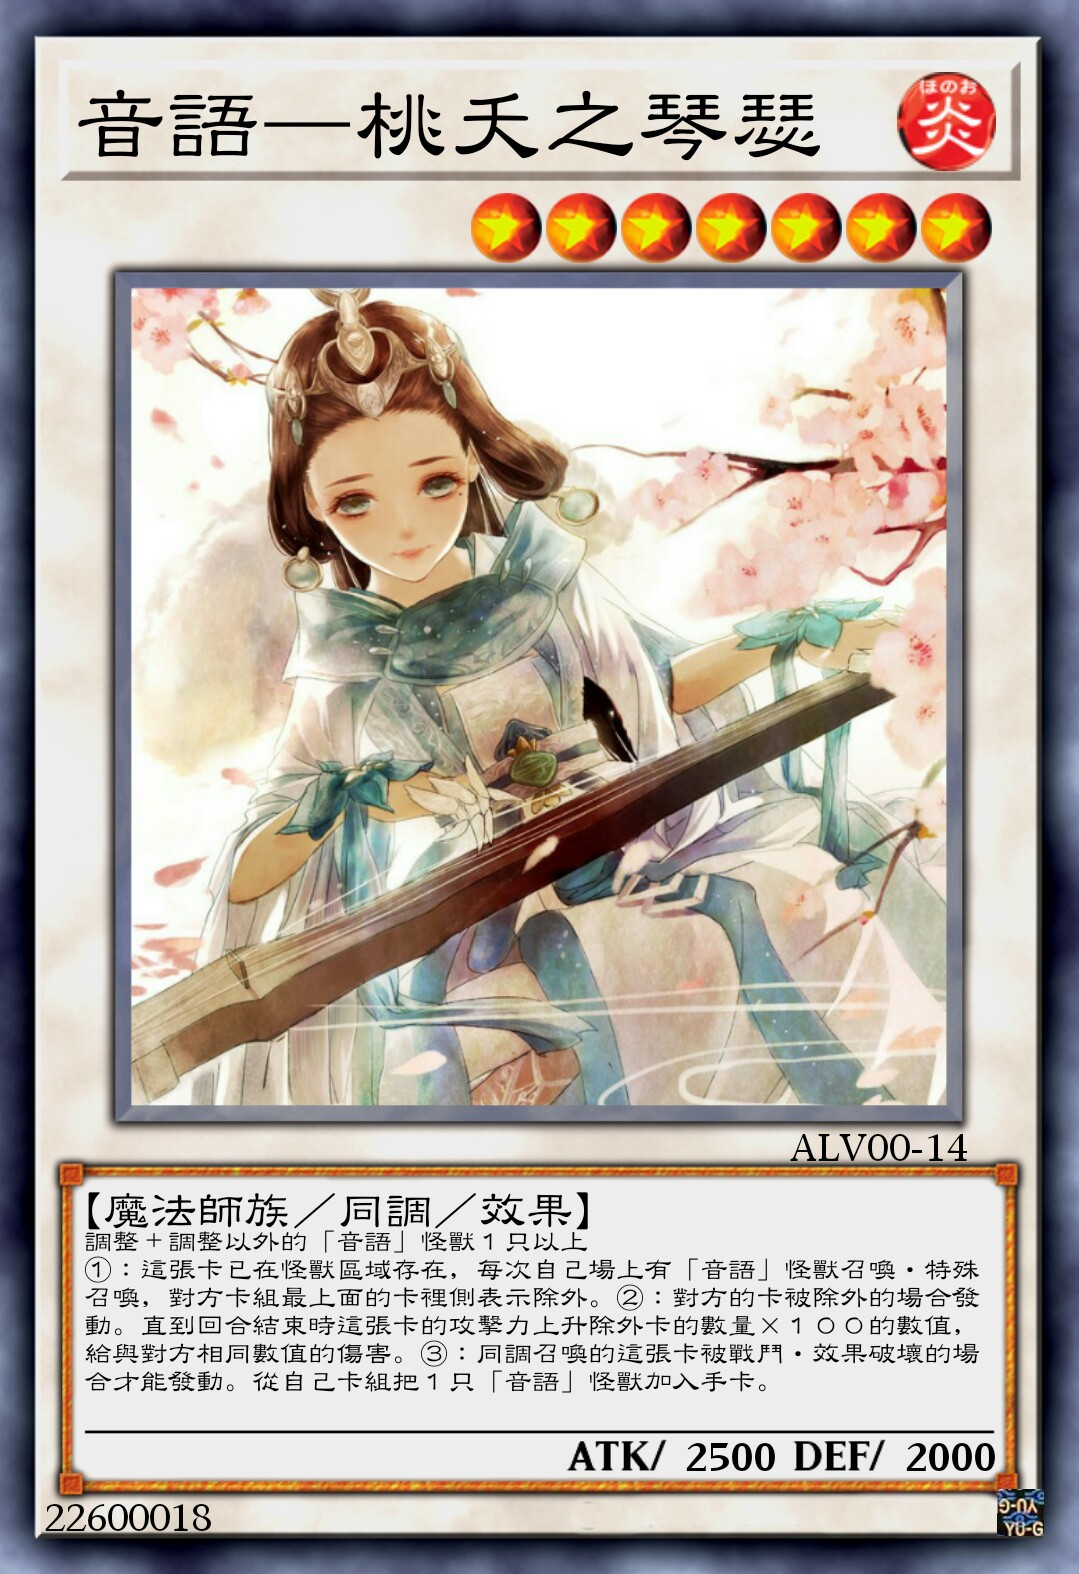 音語—桃夭之琴瑟
ほのお
炎
ALV00-14
【魔法師族／同調／效果】
調整＋調整以外的「音語」怪獸１只以上
①：這張卡已在怪獸區域存在，每次自己場上有「音語」怪獸召喚・特殊
召喚，對方卡組最上面的卡裡側表示除外。②：對方的卡被除外的場合發
動。直到回合結束時這張卡的攻擊力上升除外卡的數量×１００的數值，
給與對方相同數值的傷害。③：同調召喚的這張卡被戰鬥・效果破壞的場
合才能發動。從自己卡組把１只「音語」怪獸加入手卡。
ATK/ 2500 DEF/ 2000
22600018
YU-G
YU-G